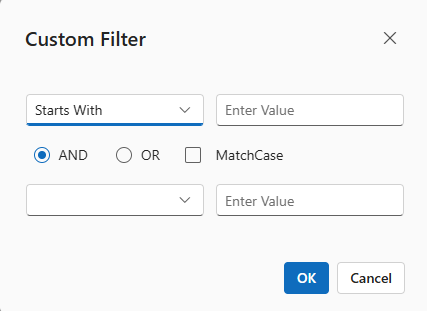 Custom Filter
Starts With Enter Value
AND OR MatchCase
Enter Value
OK Cancel